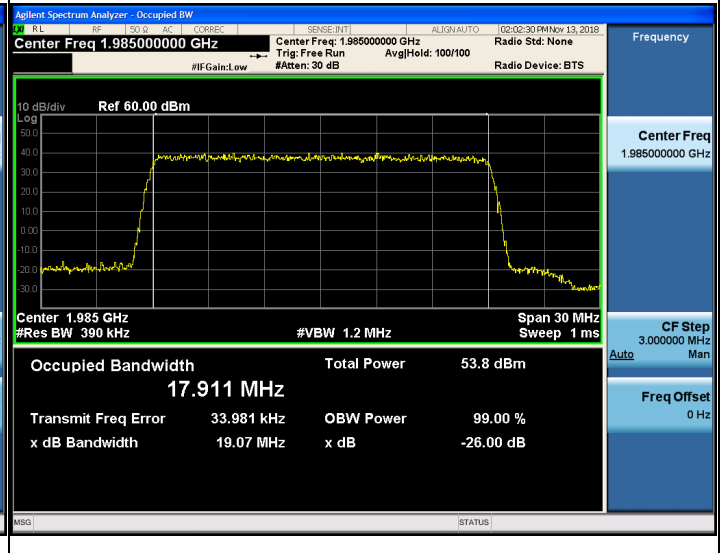 Agilent Spectrum Analyzer - Occupied BW
LXI RL RF 50 Ω AC CORREC SENSE:INT ALIGNAUTO 02:02:30 PMNov 13, 2018
Center Freq 1.985000000 GHz
Center Freq: 1.985000000 GHz Radio Std: None
Trig: Free Run Avg|Hold: 100/100
#IFGain:Low #Atten: 30 dB Radio Device: BTS
10 dB/div Ref 60.00 dBm
Log
50.0
40.0
30.0
20.0
10.0
0.00
-10.0
-20.0
-30.0
Center 1.985 GHz Span 30 MHz
#Res BW 390 kHz #VBW 1.2 MHz Sweep 1 ms
Occupied Bandwidth Total Power 53.8 dBm
17.911 MHz
Transmit Freq Error 33.981 kHz OBW Power 99.00 %
x dB Bandwidth 19.07 MHz x dB -26.00 dB
MSG STATUS
Frequency
Center Freq
1.985000000 GHz
CF Step
3.000000 MHz
Auto Man
Freq Offset
0 Hz